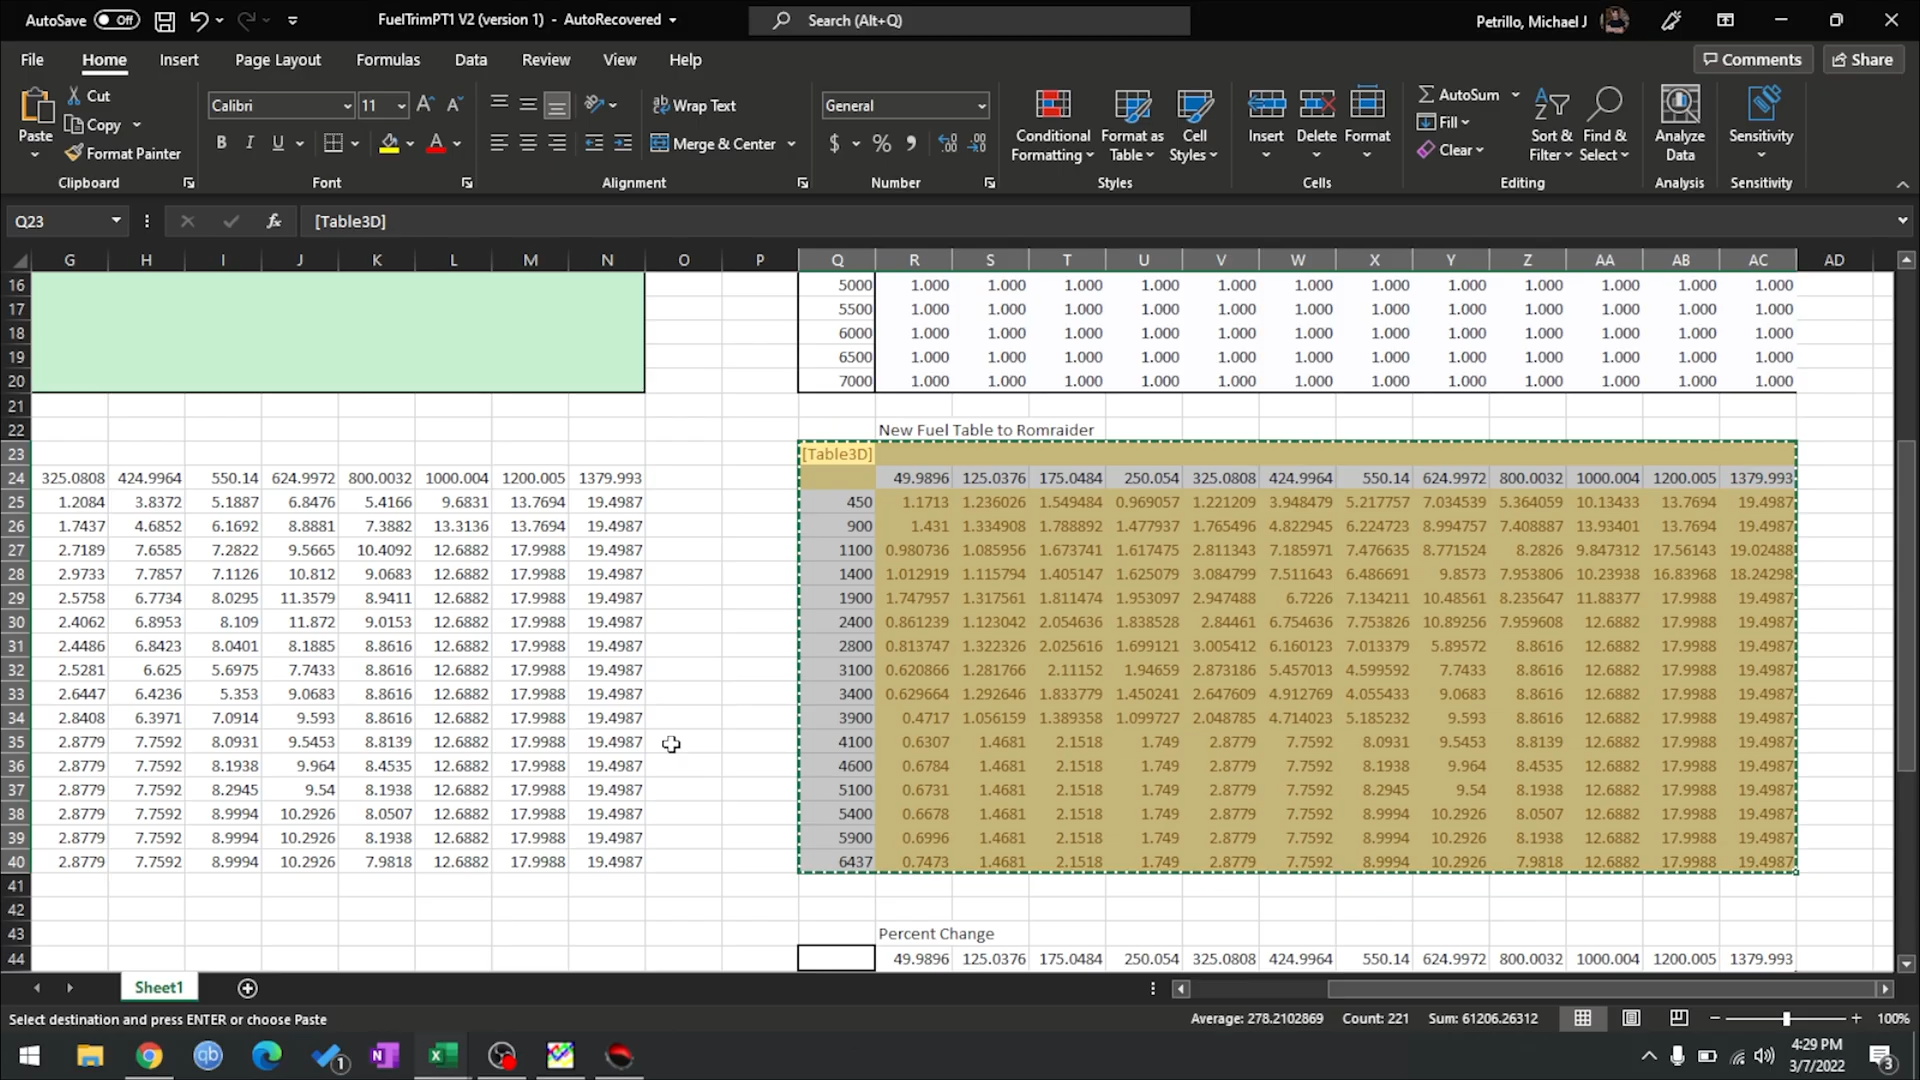 AutoSave Off FuelTrimPT1 V2 (version 1) - AutoRecovered Search (Alt+Q) Petrillo, Michael J
File Home Insert Page Layout Formulas Data Review View Help Comments Share
Paste Cut Copy Format Painter Clipboard
Calibri 11 B I U Font
Wrap Text Merge & Center Alignment
General $ % 9 Number
Conditional Formatting Format as Table Cell Styles Styles
Insert Delete Format Cells
AutoSum Fill Clear Sort & Filter Find & Select Editing
Analyze Data Analysis
Sensitivity Sensitivity
Q23 fx [Table3D]
G H I J K L M N O P Q R S T U V W X Y Z AA AB AC AD
16 5000 1.000 1.000 1.000 1.000 1.000 1.000 1.000 1.000 1.000 1.000 1.000 1.000
17 5500 1.000 1.000 1.000 1.000 1.000 1.000 1.000 1.000 1.000 1.000 1.000 1.000
18 6000 1.000 1.000 1.000 1.000 1.000 1.000 1.000 1.000 1.000 1.000 1.000 1.000
19 6500 1.000 1.000 1.000 1.000 1.000 1.000 1.000 1.000 1.000 1.000 1.000 1.000
20 7000 1.000 1.000 1.000 1.000 1.000 1.000 1.000 1.000 1.000 1.000 1.000 1.000
21
22 New Fuel Table to Romraider
23 [Table3D]
24 325.0808 424.9964 550.14 624.9972 800.0032 1000.004 1200.005 1379.993 49.9896 125.0376 175.0484 250.054 325.0808 424.9964 550.14 624.9972 800.0032 1000.004 1200.005 1379.993
25 1.2084 3.8372 5.1887 6.8476 5.4166 9.6831 13.7694 19.4987 450 1.1713 1.236026 1.549484 0.969057 1.221209 3.948479 5.217757 7.034539 5.364059 10.13433 13.7694 19.4987
26 1.7437 4.6852 6.1692 8.8881 7.3882 13.3136 13.7694 19.4987 900 1.431 1.334908 1.788892 1.477937 1.765496 4.822945 6.224723 8.994757 7.408887 13.93401 13.7694 19.4987
27 2.7189 7.6585 7.2822 9.5665 10.4092 12.6882 17.9988 19.4987 1100 0.980736 1.085956 1.673741 1.617475 2.811343 7.185971 7.476635 8.771524 8.2826 9.847312 17.56143 19.02488
28 2.9733 7.7857 7.1126 10.812 9.0683 12.6882 17.9988 19.4987 1400 1.012919 1.115794 1.405147 1.625079 3.084799 7.511643 6.486691 9.8573 7.953806 10.23938 16.83968 18.24298
29 2.5758 6.7734 8.0295 11.3579 8.9411 12.6882 17.9988 19.4987 1900 1.747957 1.317561 1.811474 1.953097 2.947488 6.7226 7.134211 10.48561 8.235647 11.88377 17.9988 19.4987
30 2.4062 6.8953 8.109 11.872 9.0153 12.6882 17.9988 19.4987 2400 0.861239 1.123042 2.054636 1.838528 2.84461 6.754636 7.753826 10.89256 7.959608 12.6882 17.9988 19.4987
31 2.4486 6.8423 8.0401 8.1885 8.8616 12.6882 17.9988 19.4987 2800 0.813747 1.322326 2.025616 1.699121 3.005412 6.160123 7.013379 5.89572 8.8616 12.6882 17.9988 19.4987
32 2.5281 6.625 5.6975 7.7433 8.8616 12.6882 17.9988 19.4987 3100 0.620866 1.281766 2.11152 1.94659 2.873186 5.457013 4.599592 7.7433 8.8616 12.6882 17.9988 19.4987
33 2.6447 6.4236 5.353 9.0683 8.8616 12.6882 17.9988 19.4987 3400 0.629664 1.292646 1.833779 1.450241 2.647609 4.912769 4.055433 9.0683 8.8616 12.6882 17.9988 19.4987
34 2.8408 6.3971 7.0914 9.593 8.8616 12.6882 17.9988 19.4987 3900 0.4717 1.056159 1.389358 1.099727 2.048785 4.714023 5.185232 9.593 8.8616 12.6882 17.9988 19.4987
35 2.8779 7.7592 8.0931 9.5453 8.8139 12.6882 17.9988 19.4987 4100 0.6307 1.4681 2.1518 1.749 2.8779 7.7592 8.0931 9.5453 8.8139 12.6882 17.9988 19.4987
36 2.8779 7.7592 8.1938 9.964 8.4535 12.6882 17.9988 19.4987 4600 0.6784 1.4681 2.1518 1.749 2.8779 7.7592 8.1938 9.964 8.4535 12.6882 17.9988 19.4987
37 2.8779 7.7592 8.2945 9.54 8.1938 12.6882 17.9988 19.4987 5100 0.6731 1.4681 2.1518 1.749 2.8779 7.7592 8.2945 9.54 8.1938 12.6882 17.9988 19.4987
38 2.8779 7.7592 8.9994 10.2926 8.0507 12.6882 17.9988 19.4987 5400 0.6678 1.4681 2.1518 1.749 2.8779 7.7592 8.9994 10.2926 8.0507 12.6882 17.9988 19.4987
39 2.8779 7.7592 8.9994 10.2926 8.1938 12.6882 17.9988 19.4987 5900 0.6996 1.4681 2.1518 1.749 2.8779 7.7592 8.9994 10.2926 8.1938 12.6882 17.9988 19.4987
40 2.8779 7.7592 8.9994 10.2926 7.9818 12.6882 17.9988 19.4987 6437 0.7473 1.4681 2.1518 1.749 2.8779 7.7592 8.9994 10.2926 7.9818 12.6882 17.9988 19.4987
41
42
43 Percent Change
44 49.9896 125.0376 175.0484 250.054 325.0808 424.9964 550.14 624.9972 800.0032 1000.004 1200.005 1379.993
Sheet1
Select destination and press ENTER or choose Paste Average: 278.2102869 Count: 221 Sum: 61206.26312 100%
qb 1 N X 4:29 PM
3/7/2022 3